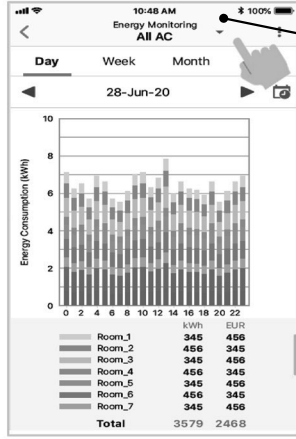 10:48 AM
100%
Energy Monitoring
All AC
Day Week Month
28-Jun-20
Energy Consumption (kWh)
10
8
6
4
2
0
0 2 4 6 8 10 12 14 16 18 20 22
kWh EUR
Room_1 345 456
Room_2 456 345
Room_3 345 456
Room_4 456 345
Room_5 345 456
Room_6 456 345
Room_7 345 456
Total 3579 2468